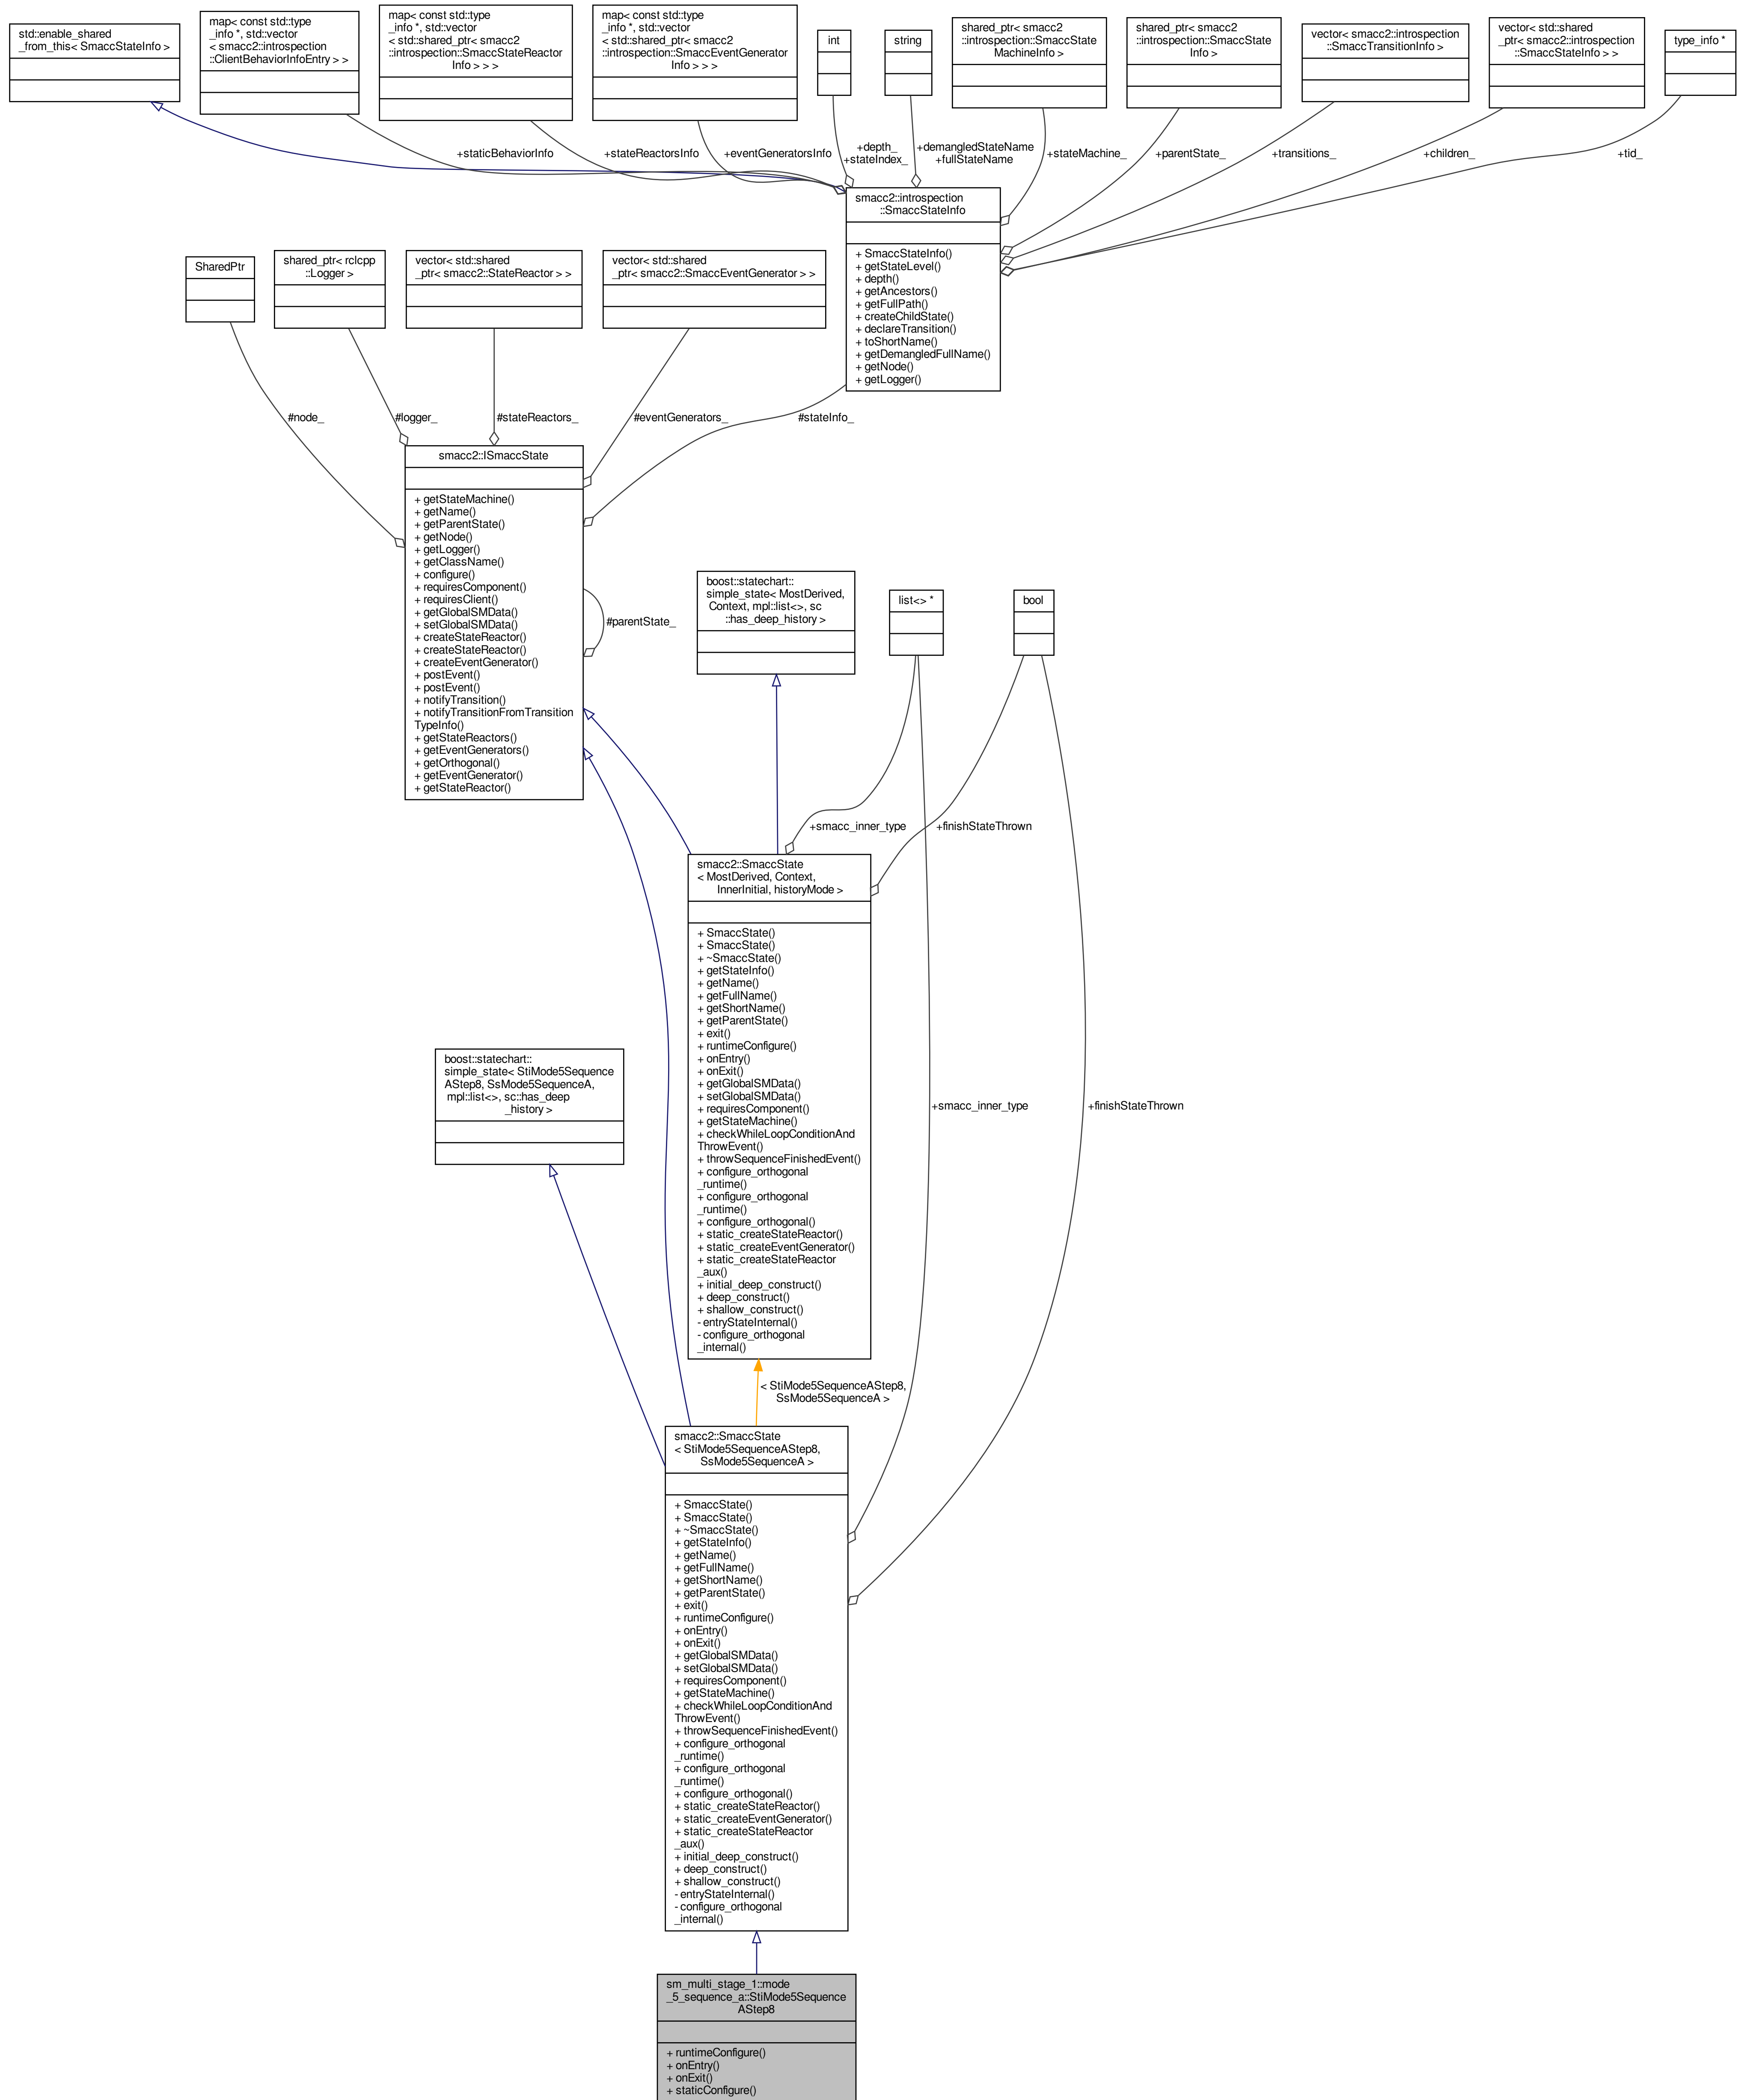 std::enable_shared
_from_this< SmaccStateInfo >
map< const std::type
_info *, std::vector
< smacc2::introspection
::ClientBehaviorInfoEntry > >
map< const std::type
_info *, std::vector
< std::shared_ptr< smacc2
::introspection::SmaccStateReactor
Info > > >
map< const std::type
_info *, std::vector
< std::shared_ptr< smacc2
::introspection::SmaccEventGenerator
Info > > >
int
string
shared_ptr< smacc2
::introspection::SmaccState
MachineInfo >
shared_ptr< smacc2
::introspection::SmaccState
Info >
vector< smacc2::introspection
::SmaccTransitionInfo >
vector< std::shared
_ptr< smacc2::introspection
::SmaccStateInfo > >
type_info *
+staticBehaviorInfo
+stateReactorsInfo
+eventGeneratorsInfo
+depth_
+stateIndex_
+demangledStateName
+fullStateName
+stateMachine_
+parentState_
+transitions_
+children_
+tid_
smacc2::introspection
::SmaccStateInfo
+ SmaccStateInfo()
+ getStateLevel()
+ depth()
+ getAncestors()
+ getFullPath()
+ createChildState()
+ declareTransition()
+ toShortName()
+ getDemangledFullName()
+ getNode()
+ getLogger()
SharedPtr
shared_ptr< rclcpp
::Logger >
vector< std::shared
_ptr< smacc2::StateReactor > >
vector< std::shared
_ptr< smacc2::SmaccEventGenerator > >
#node_
#logger_
#stateReactors_
#eventGenerators_
#stateInfo_
smacc2::ISmaccState
+ getStateMachine()
+ getName()
+ getParentState()
+ getNode()
+ getLogger()
+ getClassName()
+ configure()
+ requiresComponent()
+ requiresClient()
+ getGlobalSMData()
+ setGlobalSMData()
+ createStateReactor()
+ createStateReactor()
+ createEventGenerator()
+ postEvent()
+ postEvent()
+ notifyTransition()
+ notifyTransitionFromTransition
TypeInfo()
+ getStateReactors()
+ getEventGenerators()
+ getOrthogonal()
+ getEventGenerator()
+ getStateReactor()
#parentState_
boost::statechart::
simple_state< MostDerived,
Context, mpl::list<>, sc
::has_deep_history >
list<> *
bool
+smacc_inner_type
+finishStateThrown
smacc2::SmaccState
< MostDerived, Context,
InnerInitial, historyMode >
+ SmaccState()
+ SmaccState()
+ ~SmaccState()
+ getStateInfo()
+ getName()
+ getFullName()
+ getShortName()
+ getParentState()
+ exit()
+ runtimeConfigure()
+ onEntry()
+ onExit()
+ getGlobalSMData()
+ setGlobalSMData()
+ requiresComponent()
+ getStateMachine()
+ checkWhileLoopConditionAnd
ThrowEvent()
+ throwSequenceFinishedEvent()
+ configure_orthogonal
_runtime()
+ configure_orthogonal
_runtime()
+ configure_orthogonal()
+ static_createStateReactor()
+ static_createEventGenerator()
+ static_createStateReactor
_aux()
+ initial_deep_construct()
+ deep_construct()
+ shallow_construct()
- entryStateInternal()
- configure_orthogonal
_internal()
boost::statechart::
simple_state< StiMode5Sequence
AStep8, SsMode5SequenceA,
mpl::list<>, sc::has_deep
_history >
+smacc_inner_type
+finishStateThrown
< StiMode5SequenceAStep8,
SsMode5SequenceA >
smacc2::SmaccState
< StiMode5SequenceAStep8,
SsMode5SequenceA >
+ SmaccState()
+ SmaccState()
+ ~SmaccState()
+ getStateInfo()
+ getName()
+ getFullName()
+ getShortName()
+ getParentState()
+ exit()
+ runtimeConfigure()
+ onEntry()
+ onExit()
+ getGlobalSMData()
+ setGlobalSMData()
+ requiresComponent()
+ getStateMachine()
+ checkWhileLoopConditionAnd
ThrowEvent()
+ throwSequenceFinishedEvent()
+ configure_orthogonal
_runtime()
+ configure_orthogonal
_runtime()
+ configure_orthogonal()
+ static_createStateReactor()
+ static_createEventGenerator()
+ static_createStateReactor
_aux()
+ initial_deep_construct()
+ deep_construct()
+ shallow_construct()
- entryStateInternal()
- configure_orthogonal
_internal()
sm_multi_stage_1::mode
_5_sequence_a::StiMode5Sequence
AStep8
+ runtimeConfigure()
+ onEntry()
+ onExit()
+ staticConfigure()